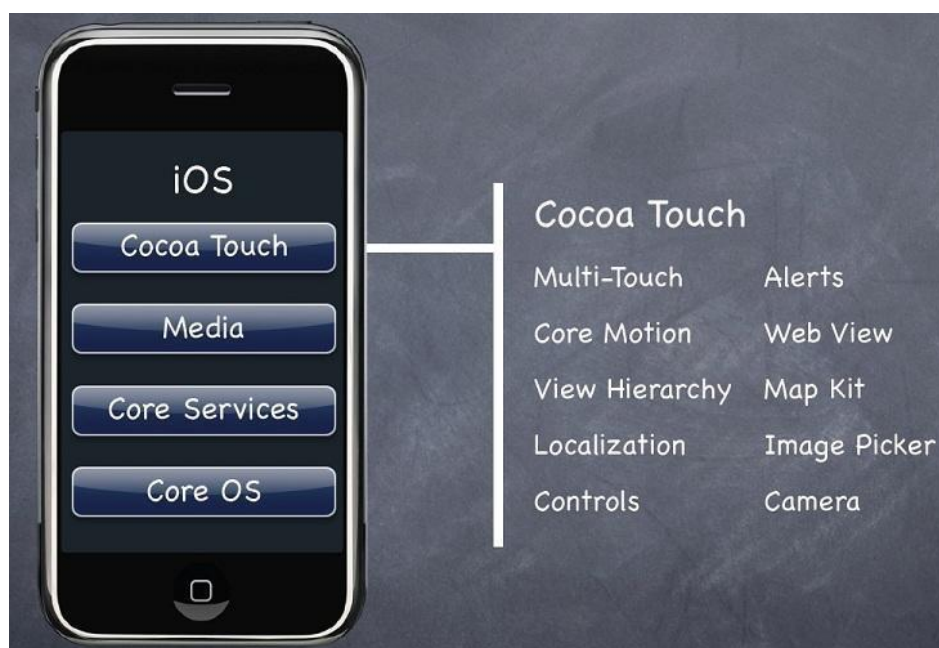 iOS
Cocoa Touch
Media
Core Services
Core OS
Cocoa Touch
Multi-Touch Alerts
Core Motion Web View
View Hierarchy Map Kit
Localization Image Picker
Controls Camera